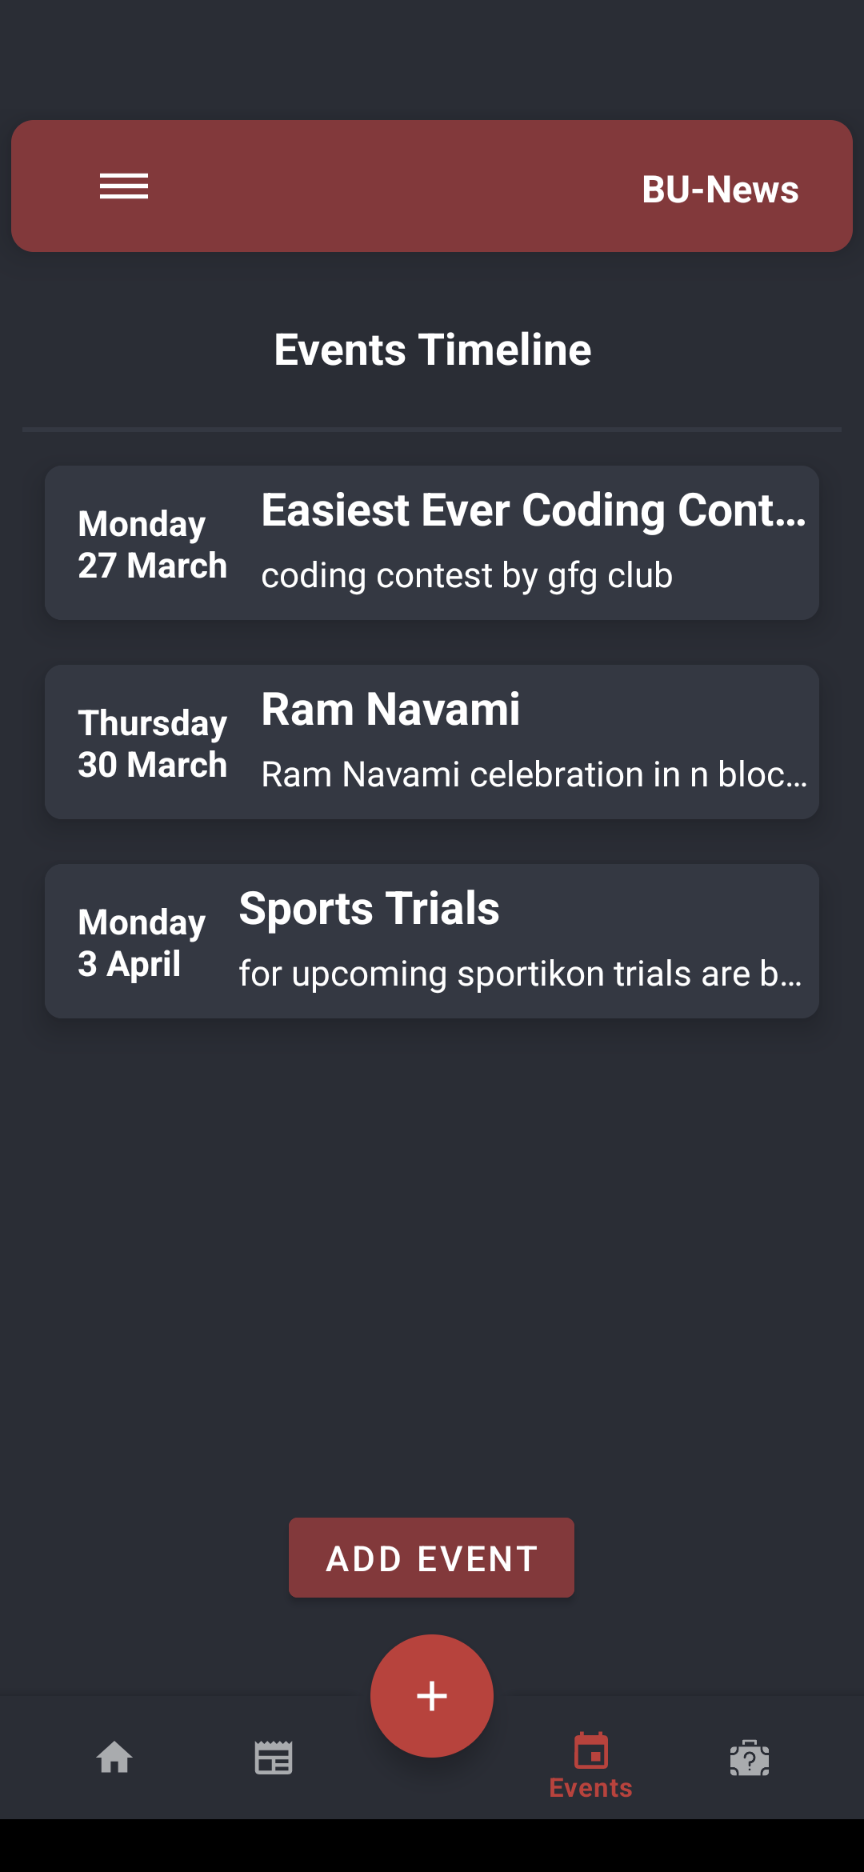 BU-News
Events Timeline
Monday
27 March
Easiest Ever Coding Cont...
coding contest by gfg club
Thursday
30 March
Ram Navami
Ram Navami celebration in n bloc...
Monday
3 April
Sports Trials
for upcoming sportikon trials are b...
ADD EVENT
Events